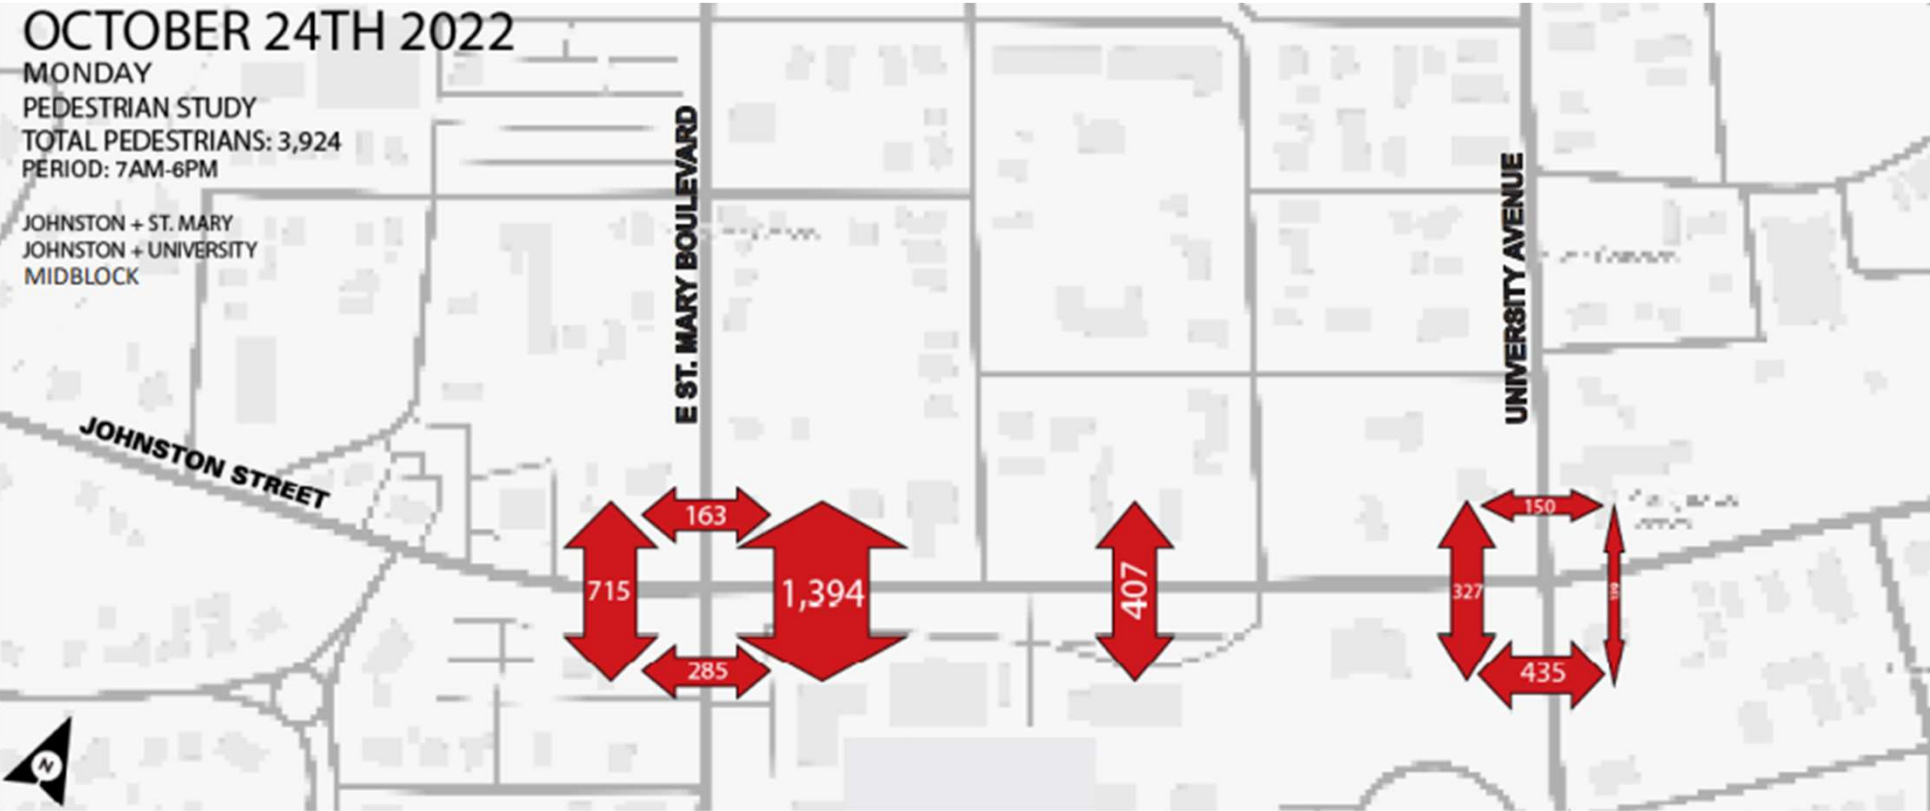 OCTOBER 24TH 2022
MONDAY
PEDESTRIAN STUDY
TOTAL PEDESTRIANS: 3,924
PERIOD: 7AM-6PM
JOHNSTON + ST. MARY
JOHNSTON + UNIVERSITY
MIDBLOCK
E ST. MARY BOULEVARD
UNIVERSITY AVENUE
JOHNSTON STREET
163
715
1,394
285
407
150
327
435
N